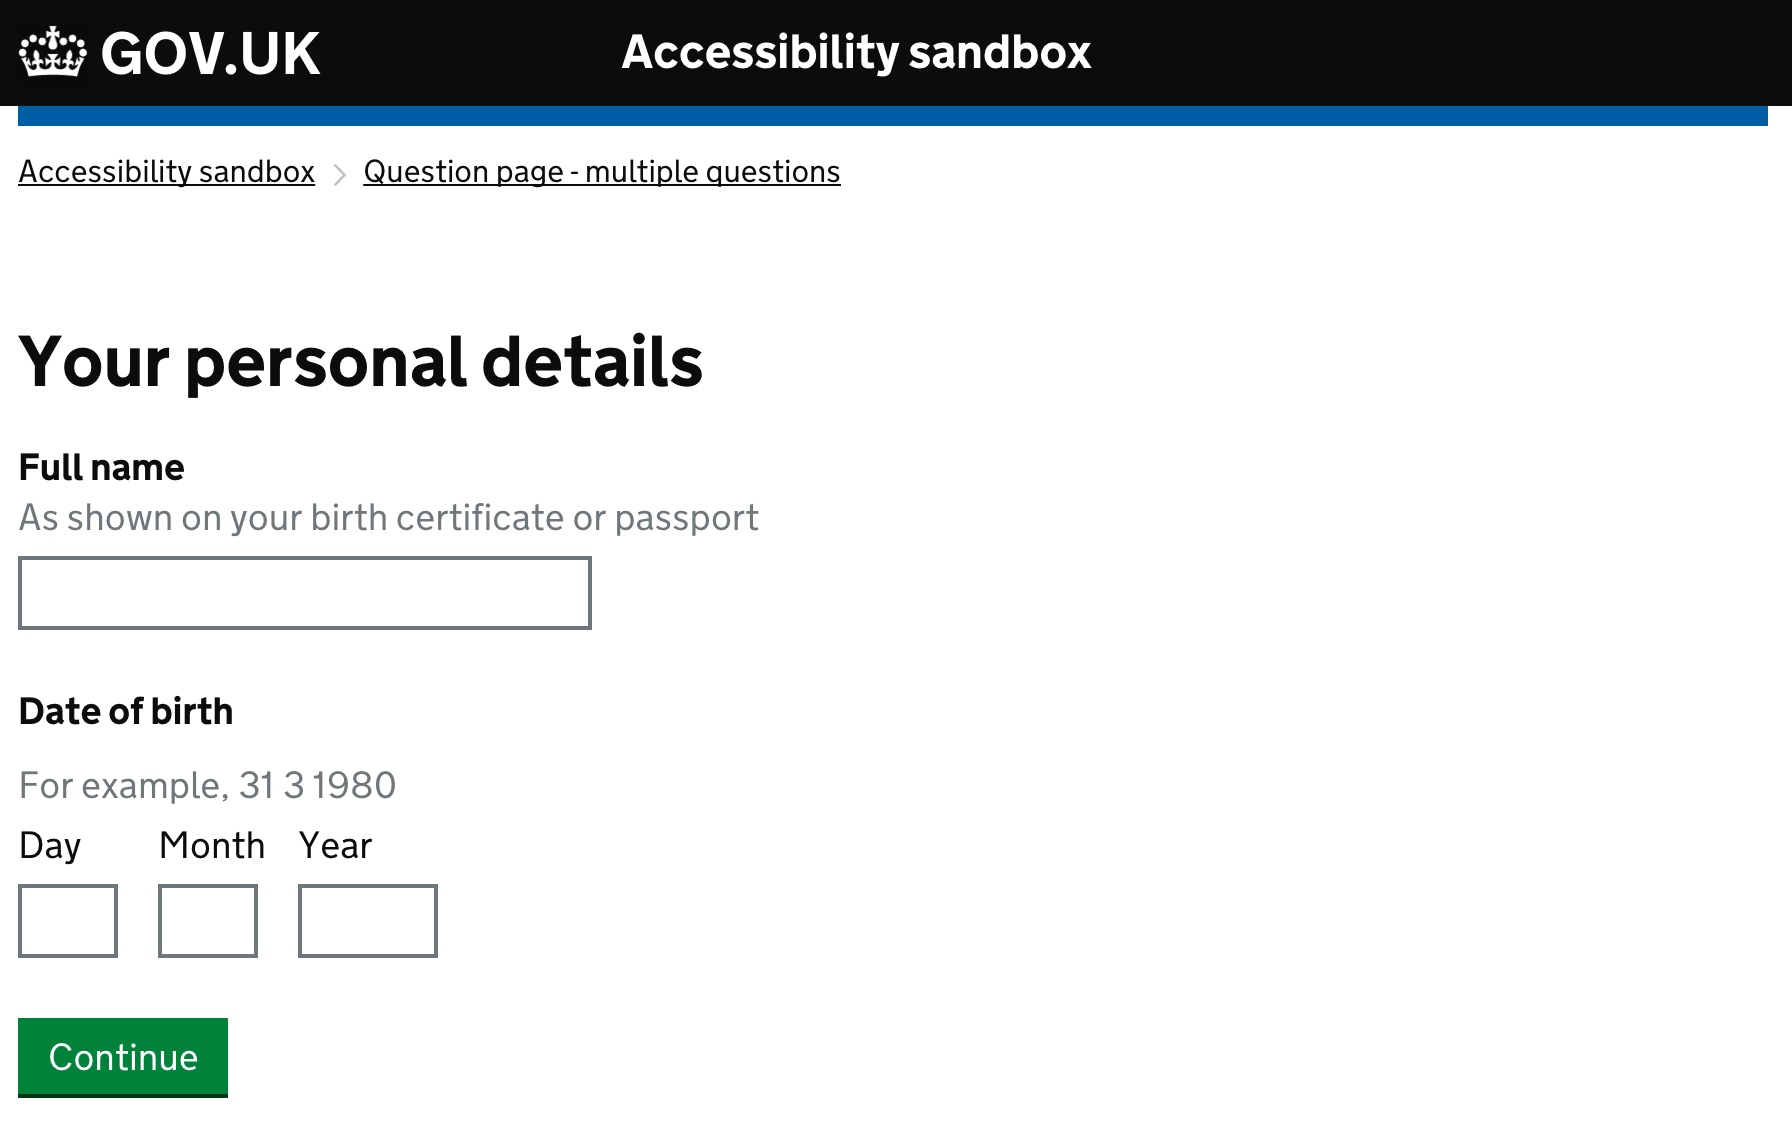 GOV.UK Accessibility sandbox
Accessibility sandbox Question page - multiple questions
Your personal details
Full name
As shown on your birth certificate or passport
Date of birth
For example, 31 3 1980
Day Month Year
Continue